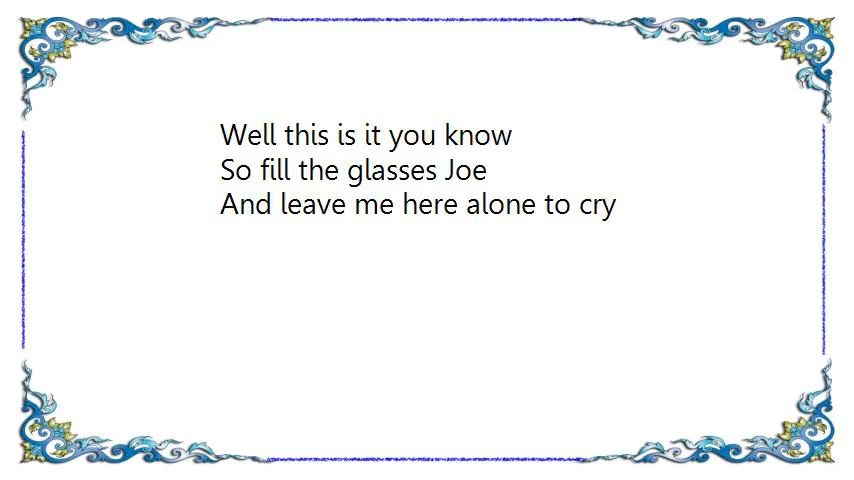 Well this is it you know
So fill the glasses Joe
And leave me here alone to cry